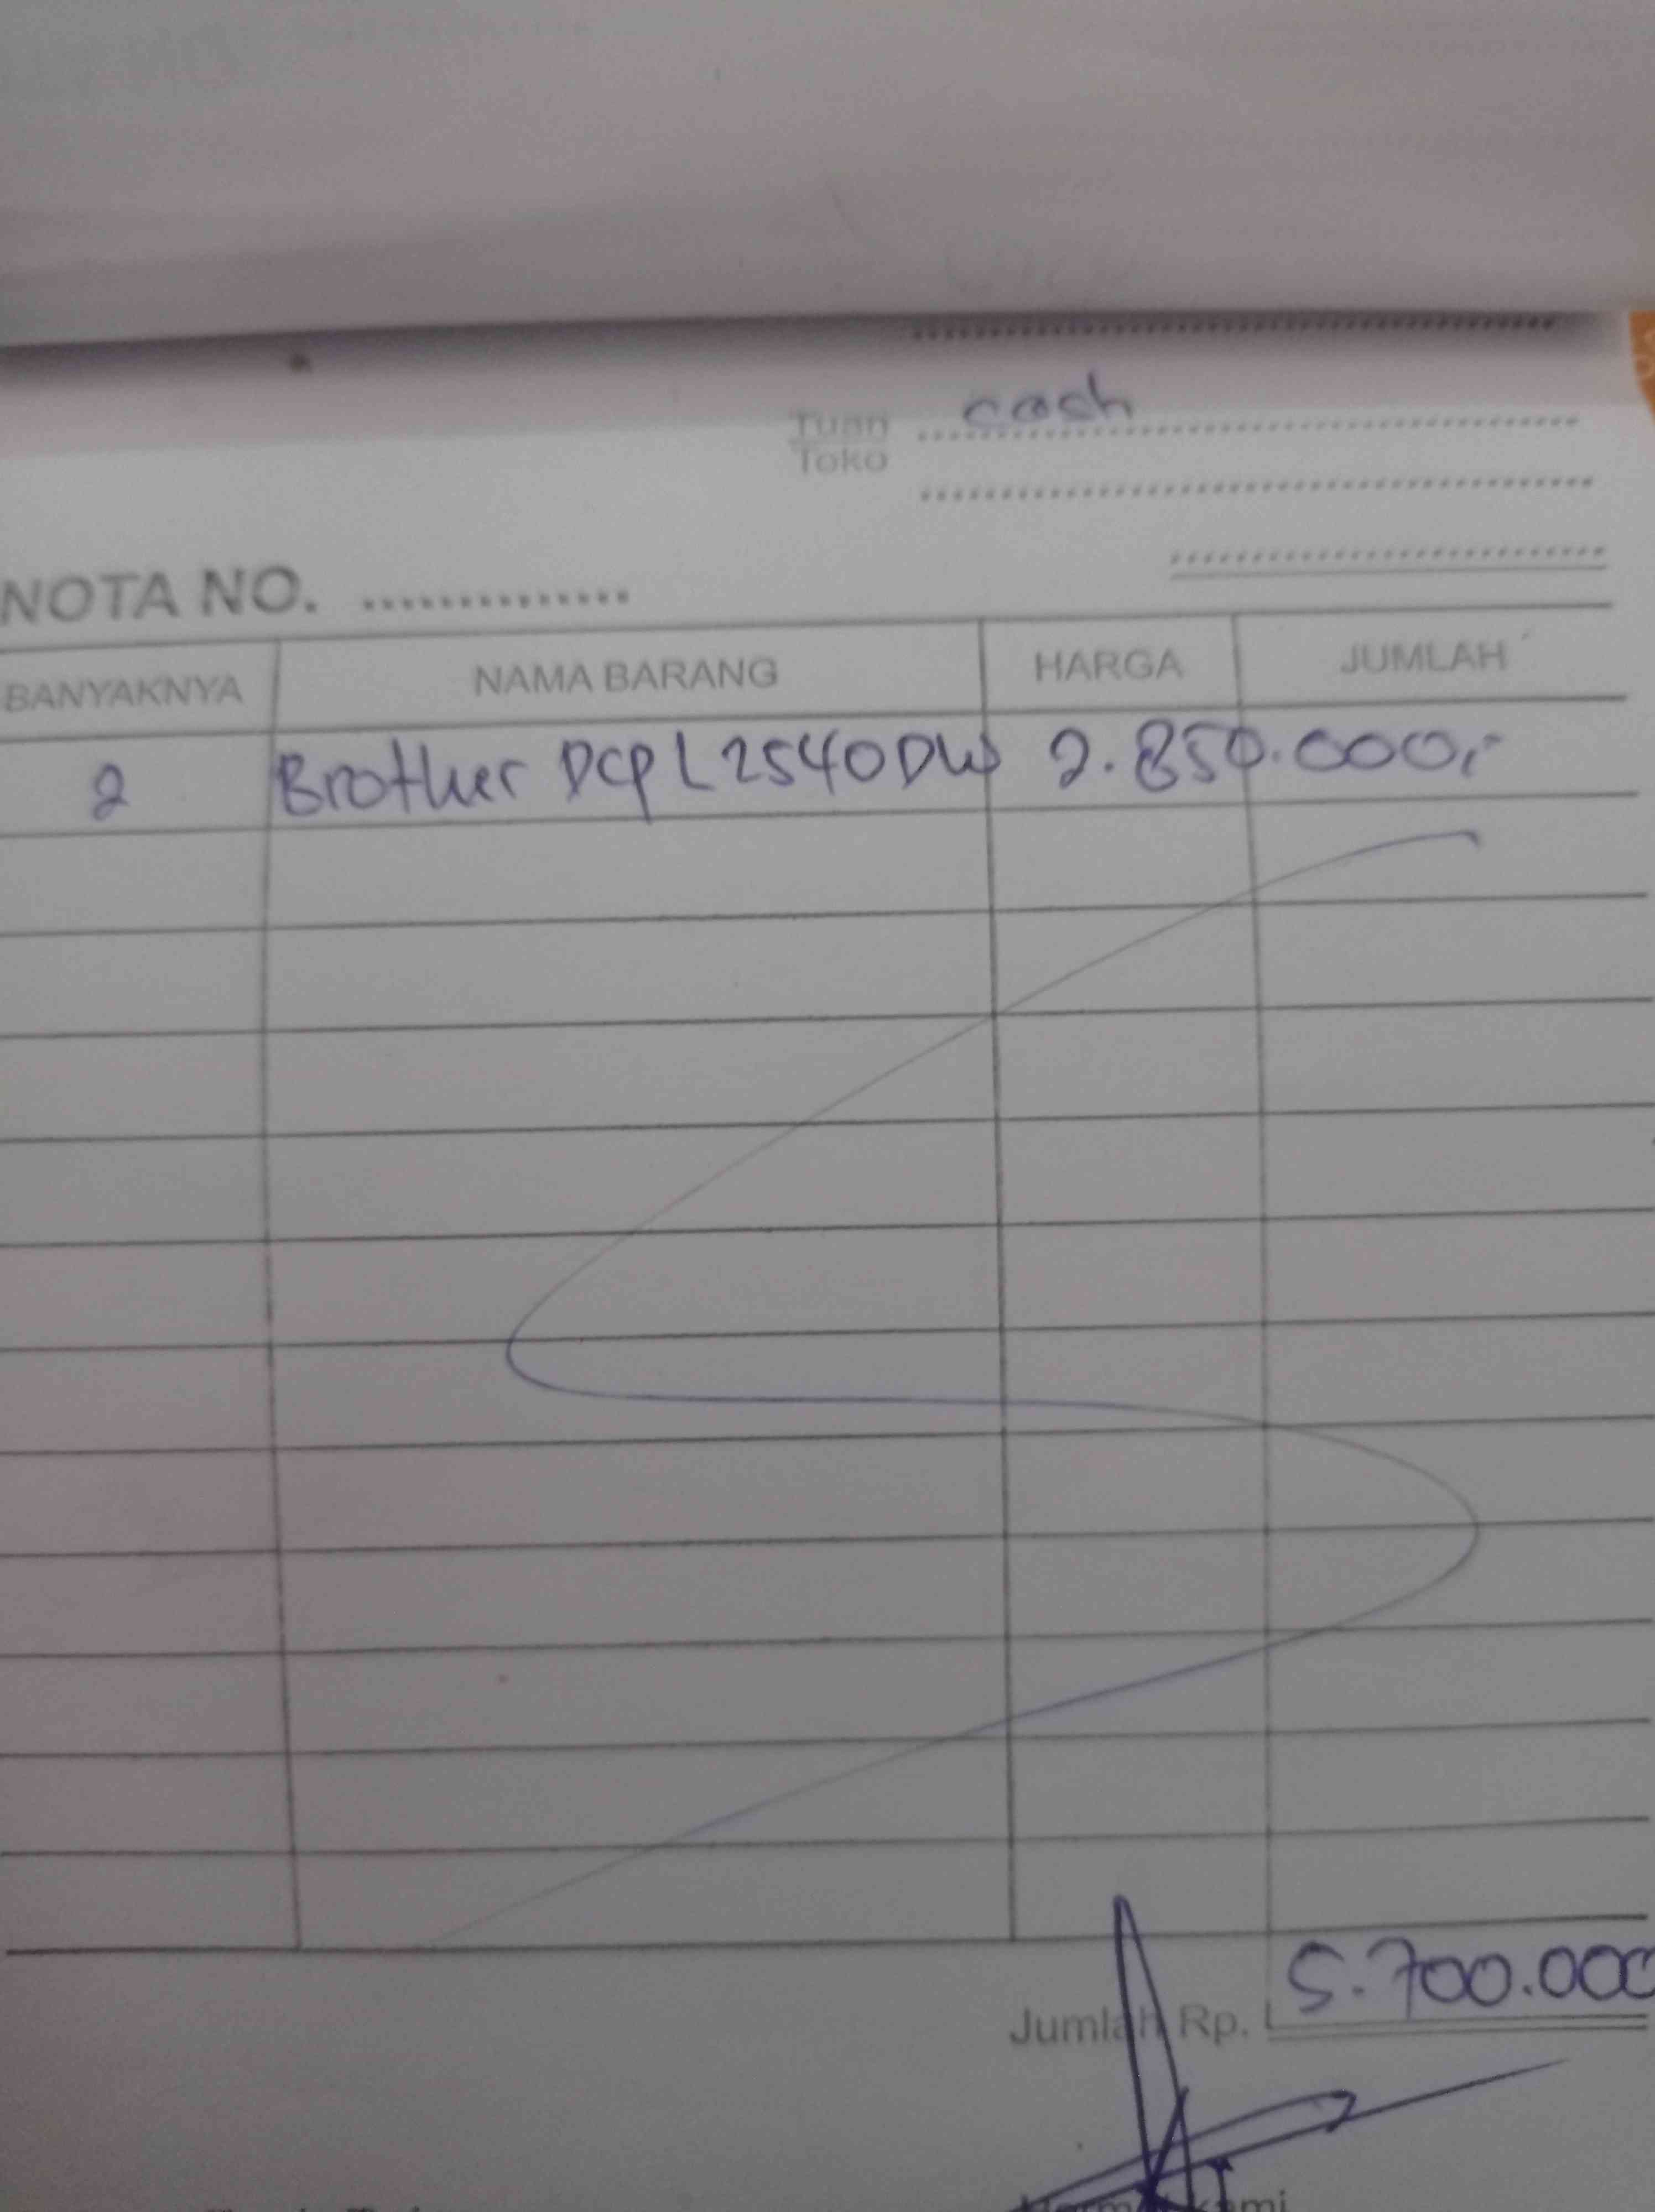 Tuan cash
Toko
NOTA NO. ..............
BANYAKNYA NAMA BARANG HARGA JUMLAH
2 Brother DCP L2540DW 2.850.000,-
Jumlah Rp. 5.700.000